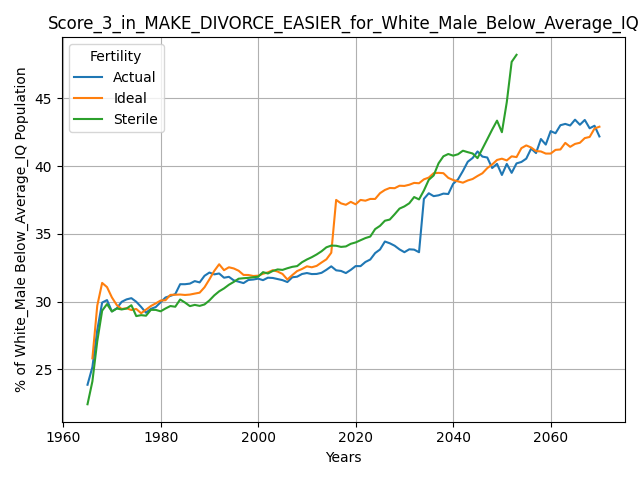 Score_3_in_MAKE_DIVORCE_EASIER_for_White_Male_Below_Average_IQ
% of White_Male Below_Average_IQ Population
Fertility
Actual
Ideal
Sterile
45
40
35
30
25
1960 1980 2000 2020 2040 2060
Years